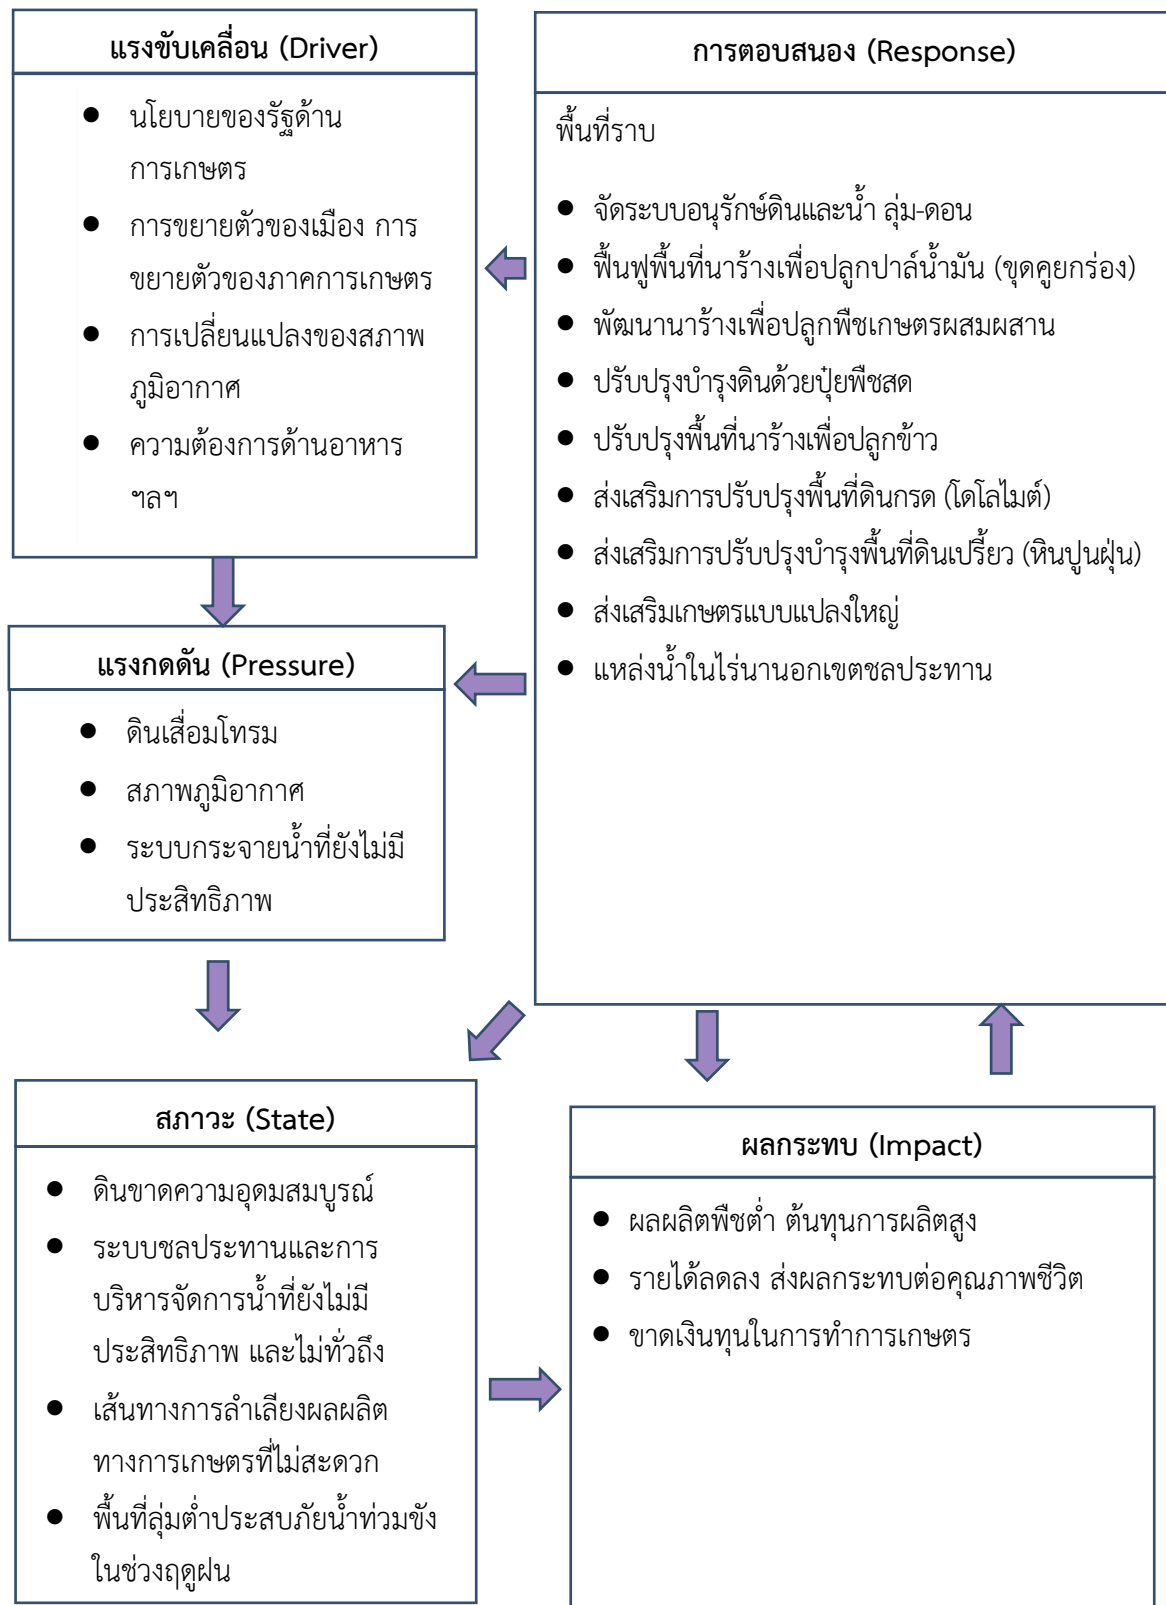 แรงขับเคลื่อน (Driver)
● นโยบายของรัฐด้าน
การเกษตร
● การขยายตัวของเมือง การ
ขยายตัวของภาคการเกษตร
● การเปลี่ยนแปลงของสภาพ
ภูมิอากาศ
● ความต้องการด้านอาหาร
ฯลฯ
การตอบสนอง (Response)
พื้นที่ราบ
● จัดระบบอนุรักษ์ดินและน้ำ ลุ่ม-ดอน
● ฟื้นฟูพื้นที่นาร้างเพื่อปลูกปาล์น้ำมัน (ขุดคูยกร่อง)
● พัฒนานาร้างเพื่อปลูกพืชเกษตรผสมผสาน
● ปรับปรุงบำรุงดินด้วยปุ๋ยพืชสด
● ปรับปรุงพื้นที่นาร้างเพื่อปลูกข้าว
● ส่งเสริมการปรับปรุงพื้นที่ดินกรด (โดโลไมต์)
● ส่งเสริมการปรับปรุงบำรุงพื้นที่ดินเปรี้ยว (หินปูนฝุ่น)
● ส่งเสริมเกษตรแบบแปลงใหญ่
● แหล่งน้ำในไร่นานอกเขตชลประทาน
แรงกดดัน (Pressure)
● ดินเสื่อมโทรม
● สภาพภูมิอากาศ
● ระบบกระจายน้ำที่ยังไม่มี
ประสิทธิภาพ
สภาวะ (State)
● ดินขาดความอุดมสมบูรณ์
● ระบบชลประทานและการ
บริหารจัดการน้ำที่ยังไม่มี
ประสิทธิภาพ และไม่ทั่วถึง
● เส้นทางการลำเลียงผลผลิต
ทางการเกษตรที่ไม่สะดวก
● พื้นที่ลุ่มต่ำประสบภัยน้ำท่วมขัง
ในช่วงฤดูฝน
ผลกระทบ (Impact)
● ผลผลิตพืชต่ำ ต้นทุนการผลิตสูง
● รายได้ลดลง ส่งผลกระทบต่อคุณภาพชีวิต
● ขาดเงินทุนในการทำการเกษตร